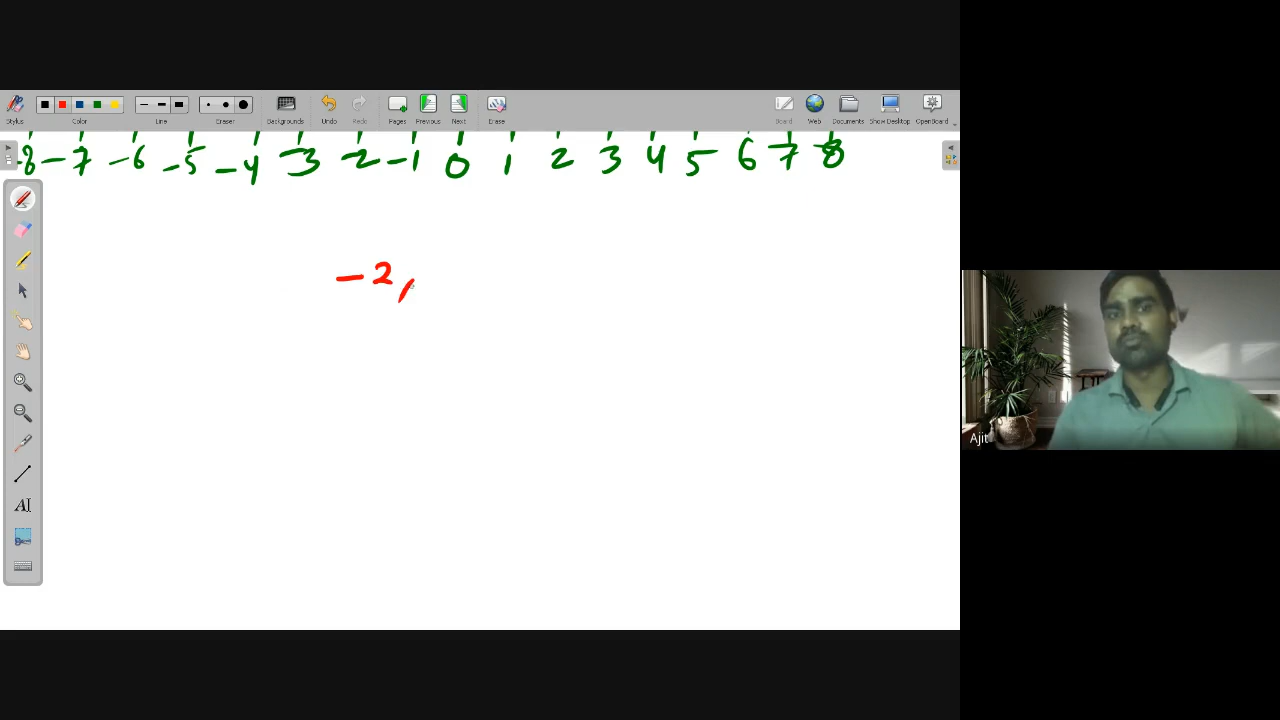 Stylus Color Line Eraser Backgrounds Undo Redo Pages Previous Next Erase Board Web Documents Show Desktop OpenBoard
-8 -7 -6 -5 -4 -3 -2 -1 0 1 2 3 4 5 6 7 8
-2,
Ajit
AI